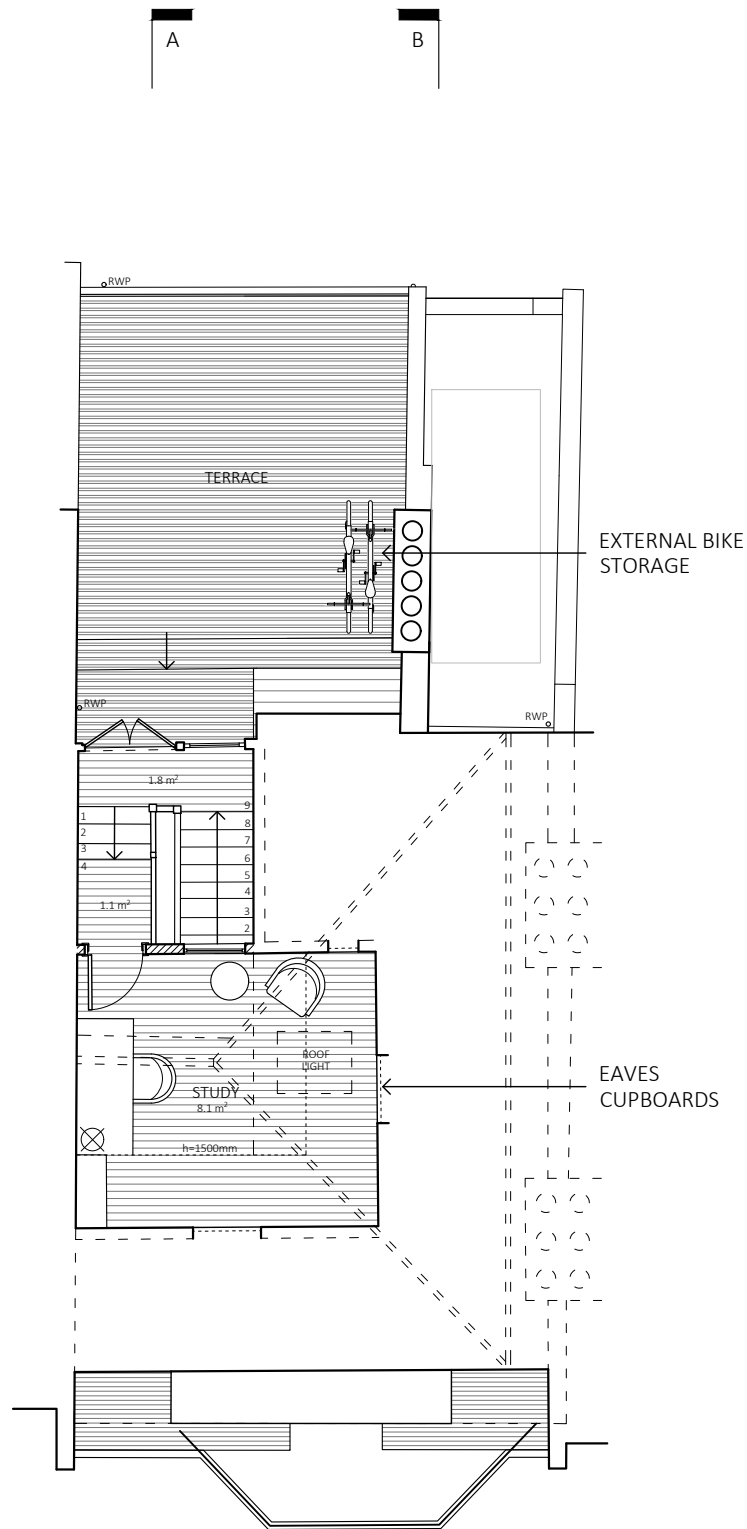 A
B
RWP
TERRACE
EXTERNAL BIKE
STORAGE
RWP
RWP
1.8 m²
1
2
3
4
9
8
7
6
5
4
3
2
1.1 m²
ROOF
LIGHT
STUDY
8.1 m²
EAVES
CUPBOARDS
h=1500mm